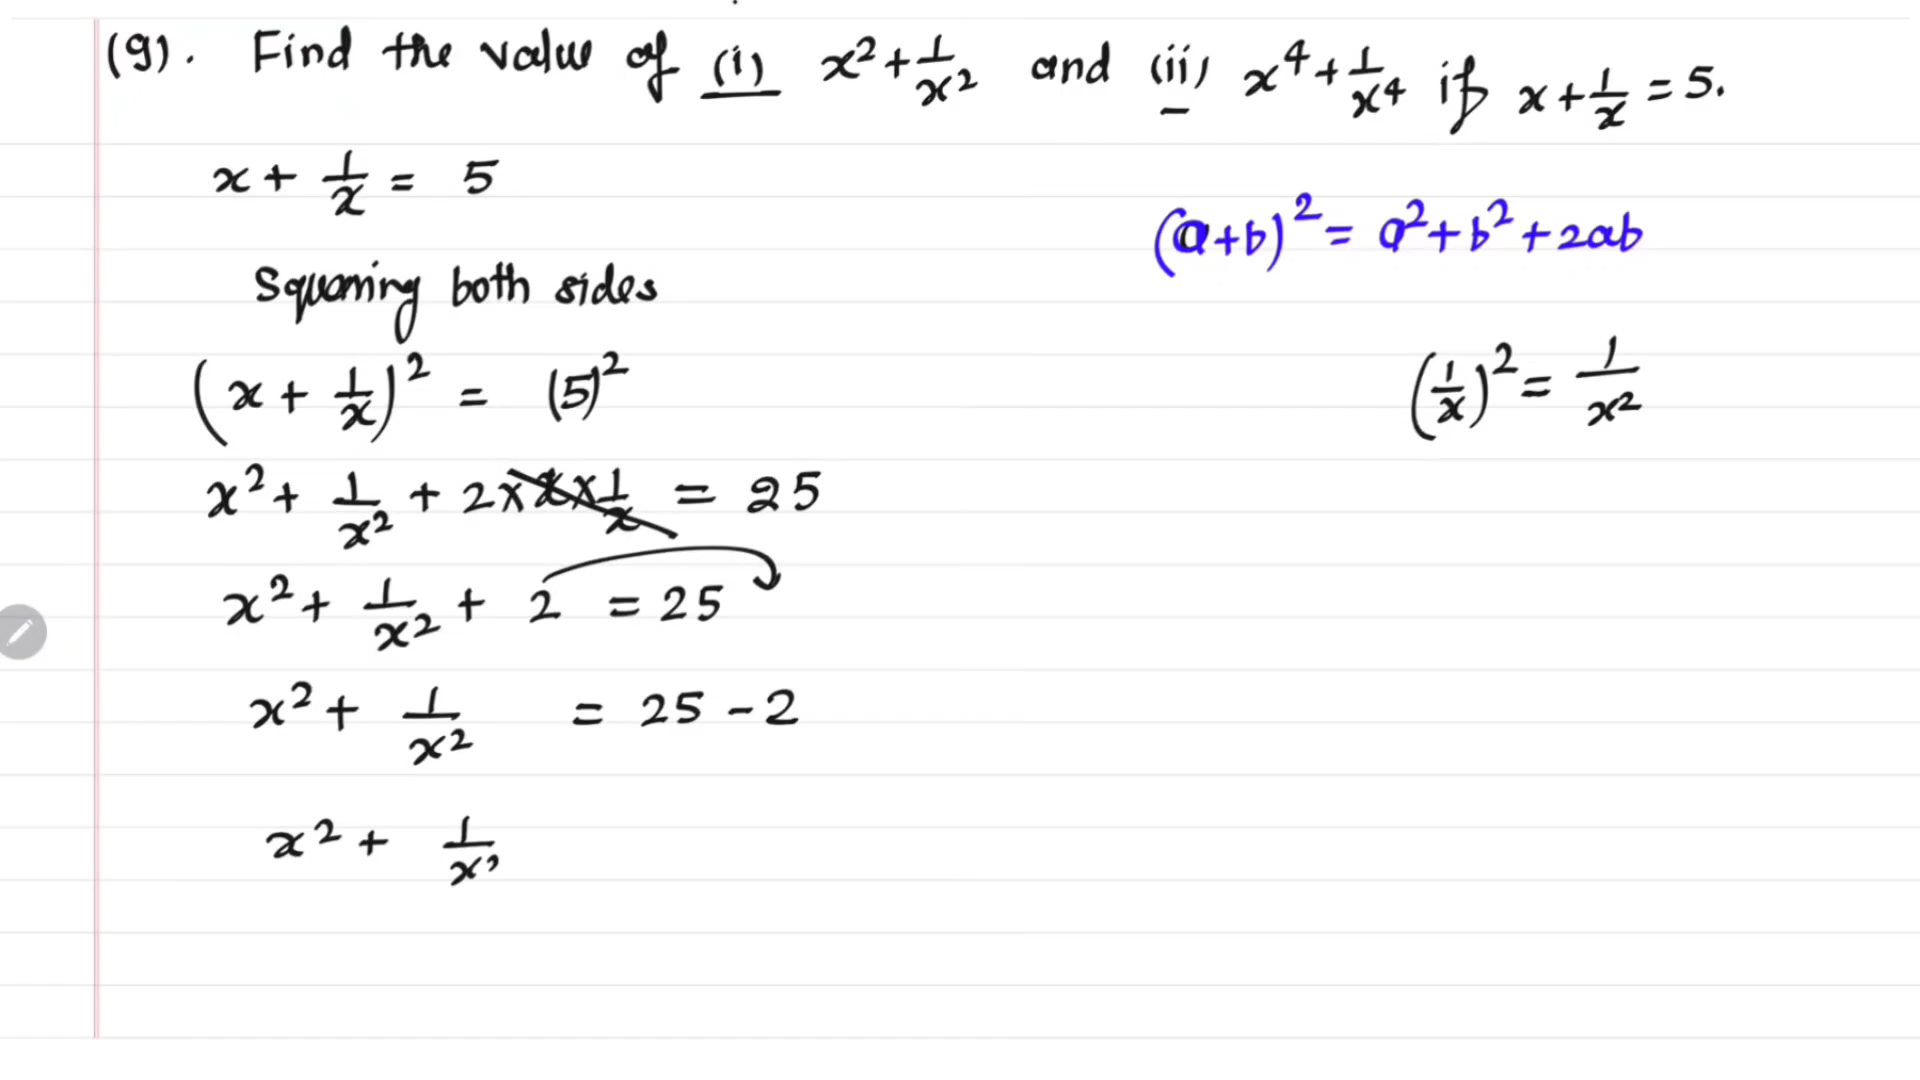 (9). Find the value of (i) x² + 1/x² and (ii) x⁴ + 1/x⁴ if x + 1/x = 5.
x + 1/x = 5
(a+b)² = a² + b² + 2ab
Squaring both sides
(x + 1/x)² = (5)²
(1/x)² = 1/x²
x² + 1/x² + 2×x×1/x = 25
x² + 1/x² + 2 = 25
x² + 1/x² = 25 - 2
x² + 1/x²